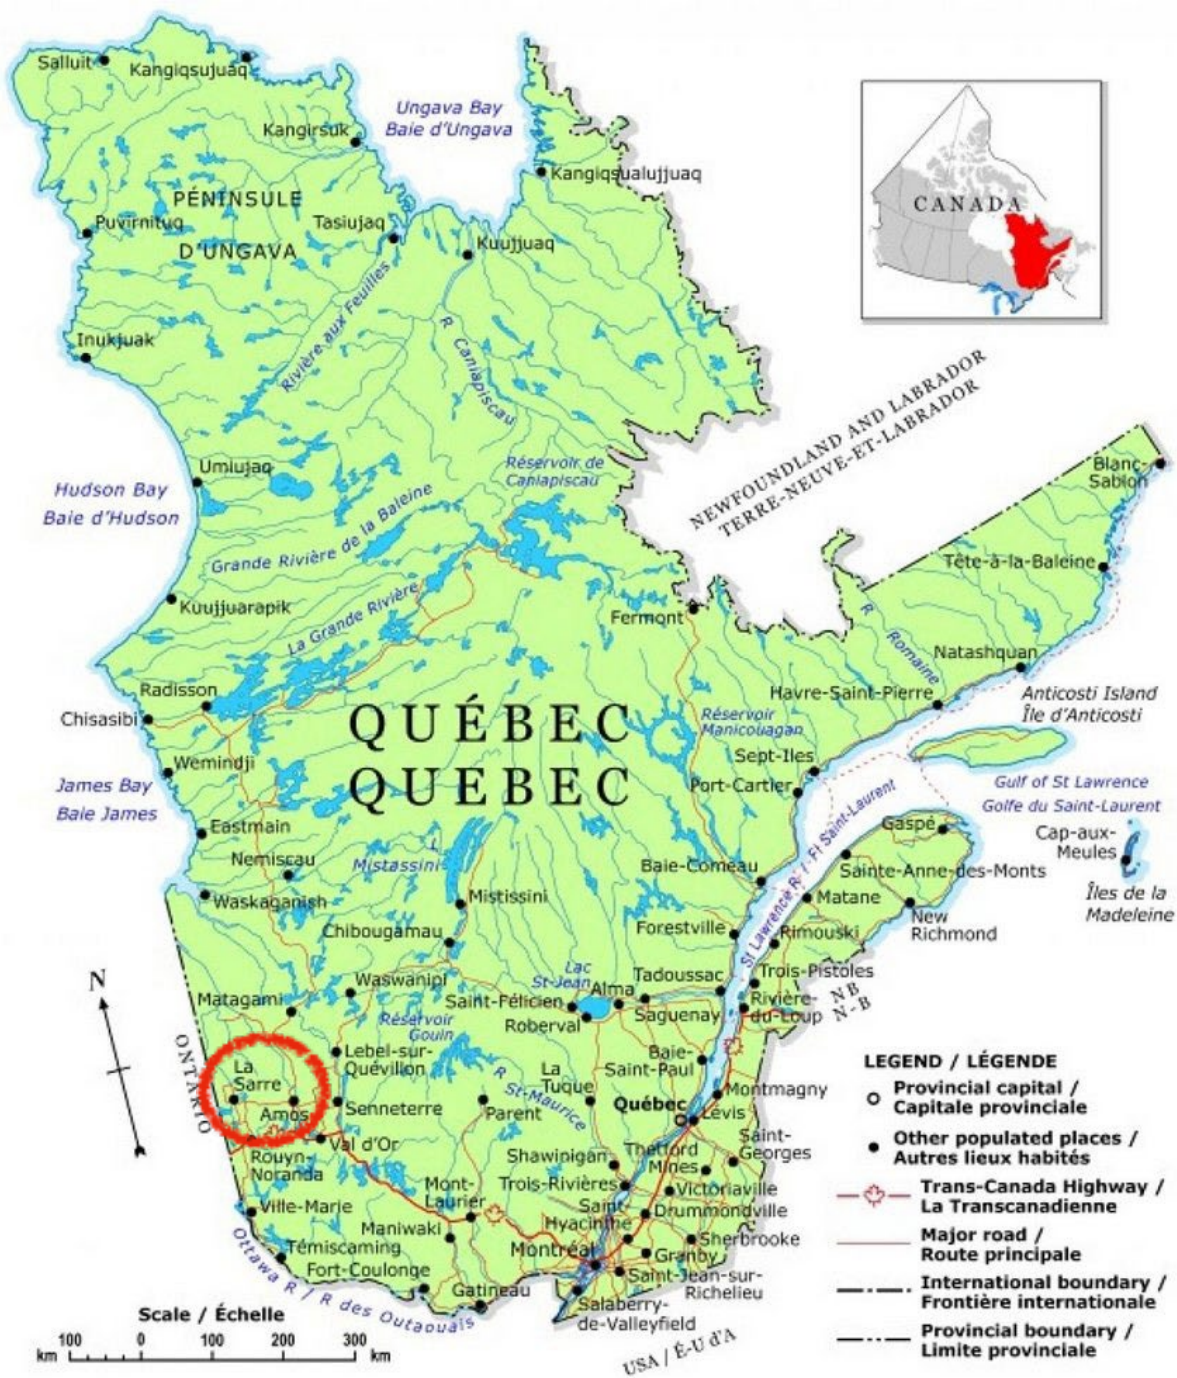 Salluit
Kangiqsujuaq
Ungava Bay
Baie d'Ungava
Kangirsuk
Kangiqsualujjuaq
PÉNINSULE
D'UNGAVA
Puvirnituq
Tasiujaq
Kuujjuaq
CANADA
Rivière aux Feuilles
R Caniapiscau
Inukjuak
NEWFOUNDLAND AND LABRADOR
TERRE-NEUVE-ET-LABRADOR
Umiujaq
Réservoir de
Caniapiscau
Blanc-
Sablon
Hudson Bay
Baie d'Hudson
Grande Rivière de la Baleine
Tête-à-la-Baleine
Kuujjuarapik
La Grande Rivière
Fermont
R Romaine
Natashquan
Radisson
Chisasibi
Havre-Saint-Pierre
Anticosti Island
Île d'Anticosti
QUÉBEC
QUEBEC
Réservoir
Manicouagan
Sept-Iles
Port-Cartier
Wemindji
James Bay
Baie James
Gulf of St Lawrence
Golfe du Saint-Laurent
St Lawrence R / Fl Saint-Laurent
Eastmain
Gaspé
Cap-aux-
Meules
Nemiscau
L
Mistassini
Baie-Comeau
Sainte-Anne-des-Monts
Waskaganish
Mistissini
Matane
Îles de la
Madeleine
New
Richmond
Chibougamau
Forestville
Rimouski
N
Waswanipi
Lac
St-Jean
Alma
Tadoussac
Trois-Pistoles
Matagami
Saint-Félicien
Saguenay
Rivière-
du-Loup
NB
N-B
Roberval
Réservoir
Gouin
ONTARIO
Lebel-sur-
Quévillon
La
Sarre
Amos
Senneterre
Parent
R St-Maurice
La
Tuque
Baie-
Saint-Paul
Montmagny
Québec
Lévis
Val d'Or
Rouyn-
Noranda
Shawinigan
Thetford
Mines
Saint-
Georges
Trois-Rivières
Victoriaville
Ville-Marie
Mont-
Laurier
Saint-
Hyacinthe
Drummondville
Maniwaki
Montréal
Sherbrooke
Granby
Témiscaming
Fort-Coulonge
Saint-Jean-sur-
Richelieu
Gatineau
Salaberry-
de-Valleyfield
Ottawa R / R des Outaouais
USA / É-U d'A
LEGEND / LÉGENDE
Provincial capital /
Capitale provinciale
Other populated places /
Autres lieux habités
Trans-Canada Highway /
La Transcanadienne
Major road /
Route principale
International boundary /
Frontière internationale
Provincial boundary /
Limite provinciale
Scale / Échelle
100 0 100 200 300
km km